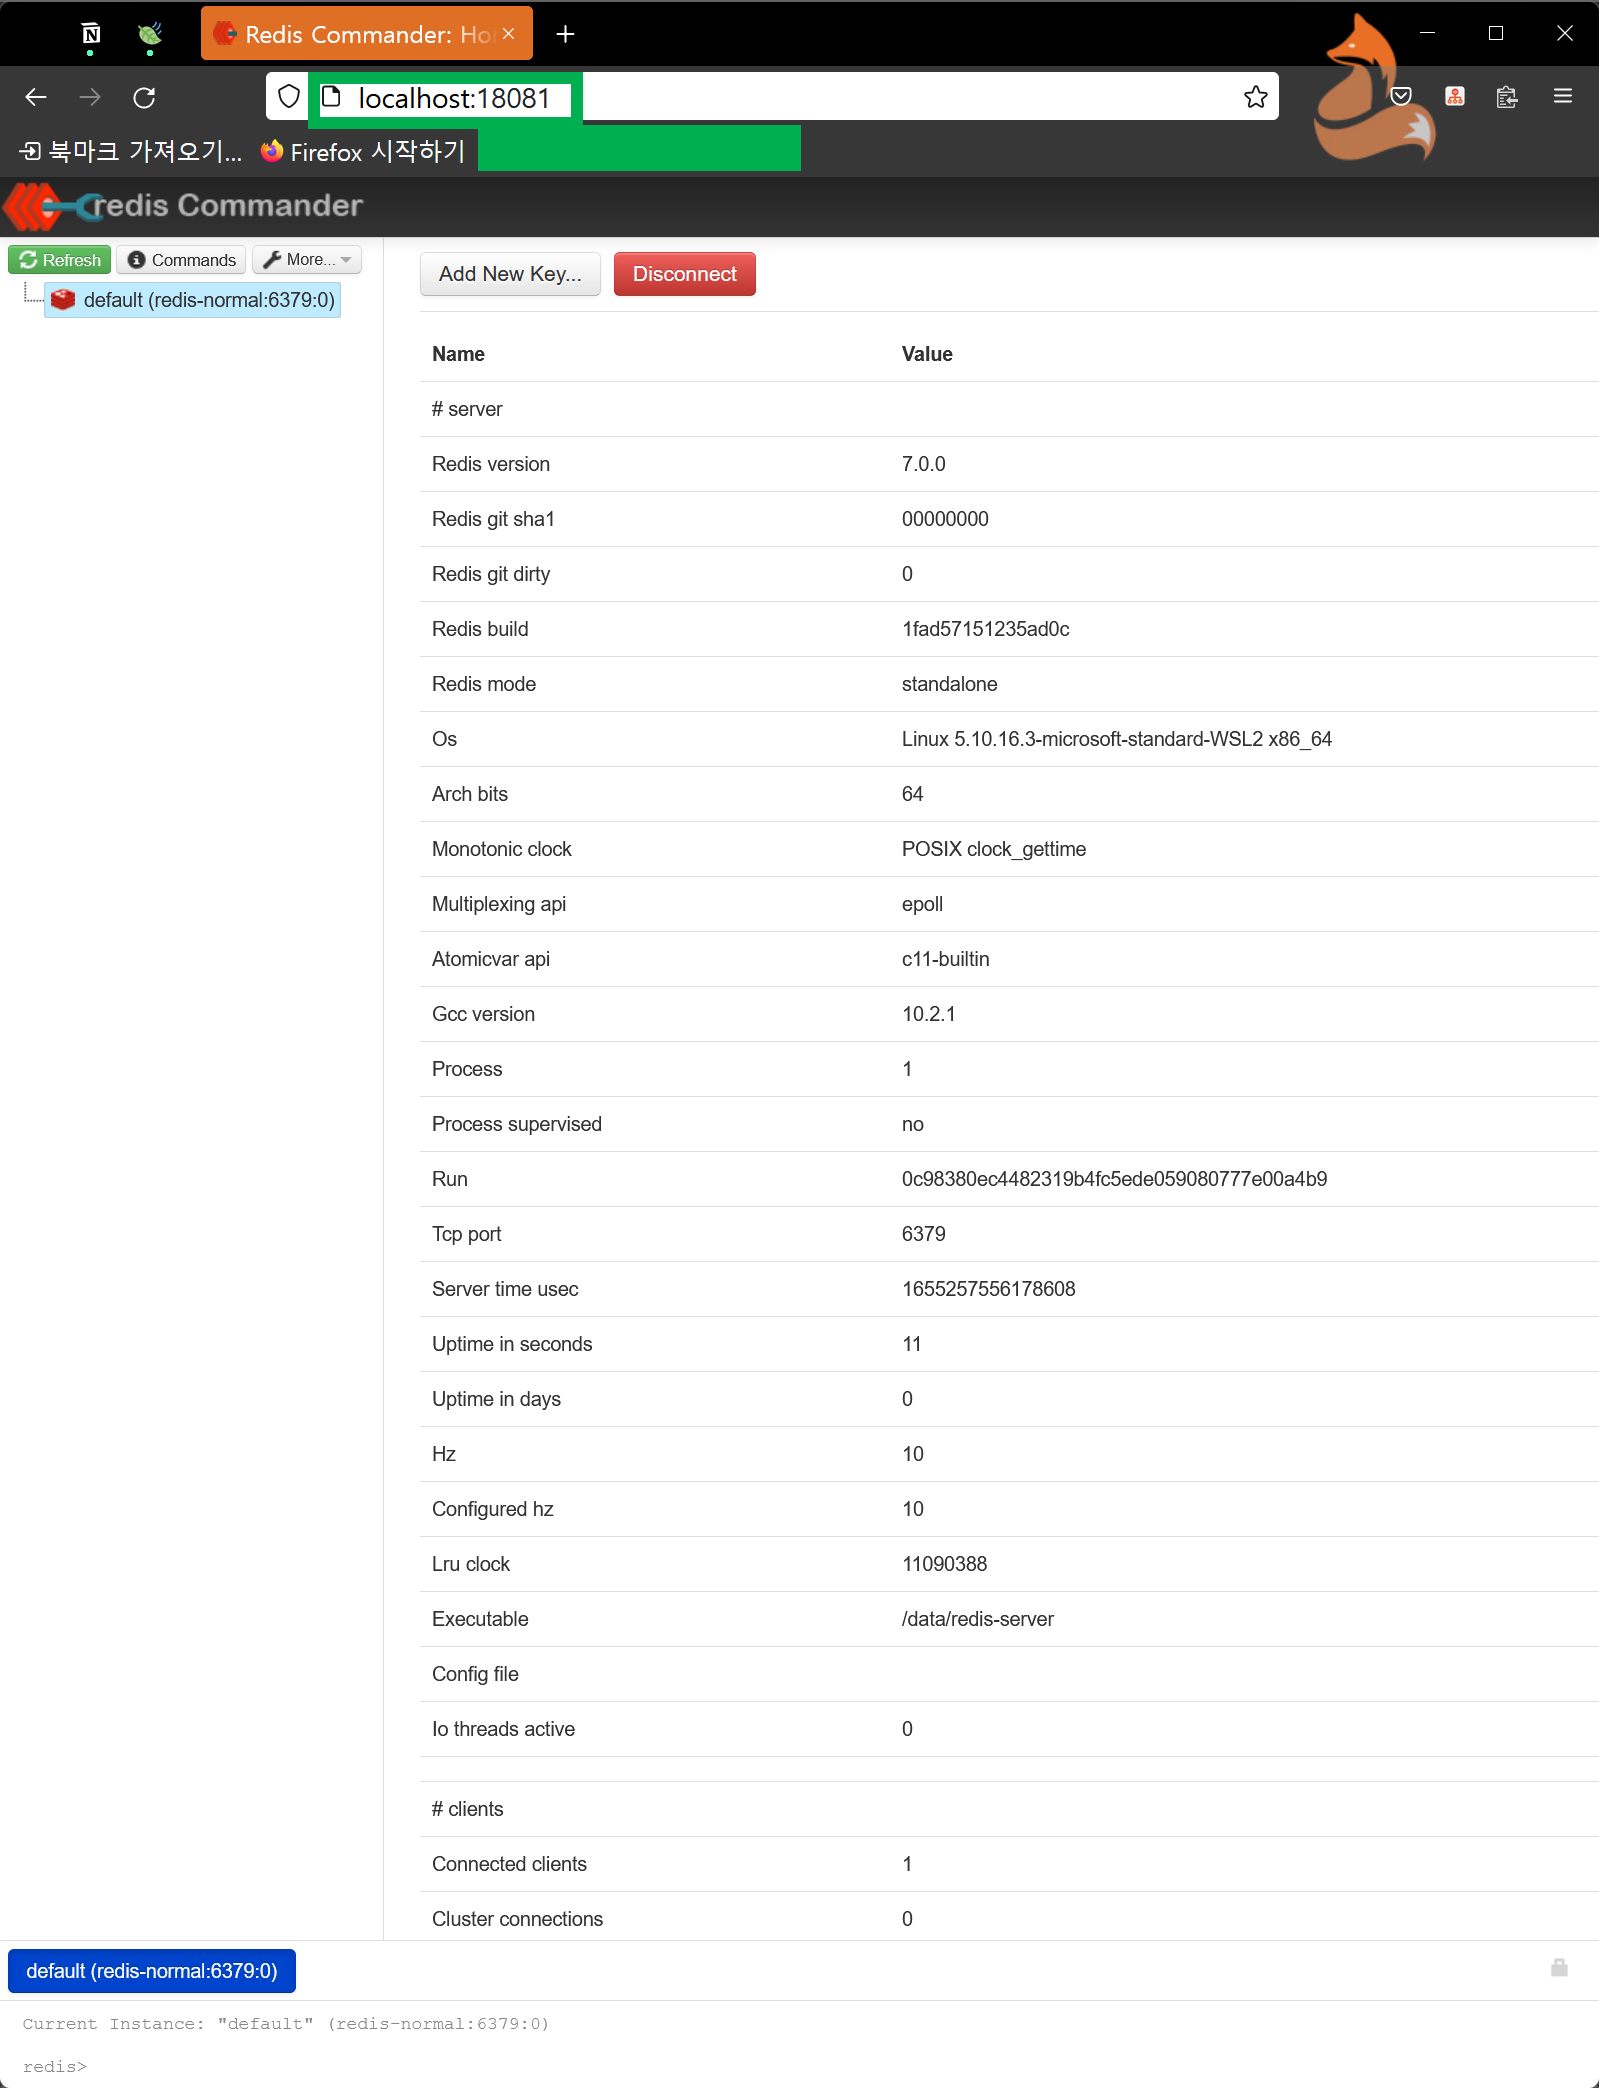 Redis Commander: Ho
localhost:18081
북마크 가져오기...
Firefox 시작하기
redis Commander
Refresh
Commands
More...
default (redis-normal:6379:0)
Add New Key...
Disconnect
Name Value
# server
Redis version 7.0.0
Redis git sha1 00000000
Redis git dirty 0
Redis build 1fad57151235ad0c
Redis mode standalone
Os Linux 5.10.16.3-microsoft-standard-WSL2 x86_64
Arch bits 64
Monotonic clock POSIX clock_gettime
Multiplexing api epoll
Atomicvar api c11-builtin
Gcc version 10.2.1
Process 1
Process supervised no
Run 0c98380ec4482319b4fc5ede059080777e00a4b9
Tcp port 6379
Server time usec 1655257556178608
Uptime in seconds 11
Uptime in days 0
Hz 10
Configured hz 10
Lru clock 11090388
Executable /data/redis-server
Config file
Io threads active 0
# clients
Connected clients 1
Cluster connections 0
default (redis-normal:6379:0)
Current Instance: "default" (redis-normal:6379:0)
redis>